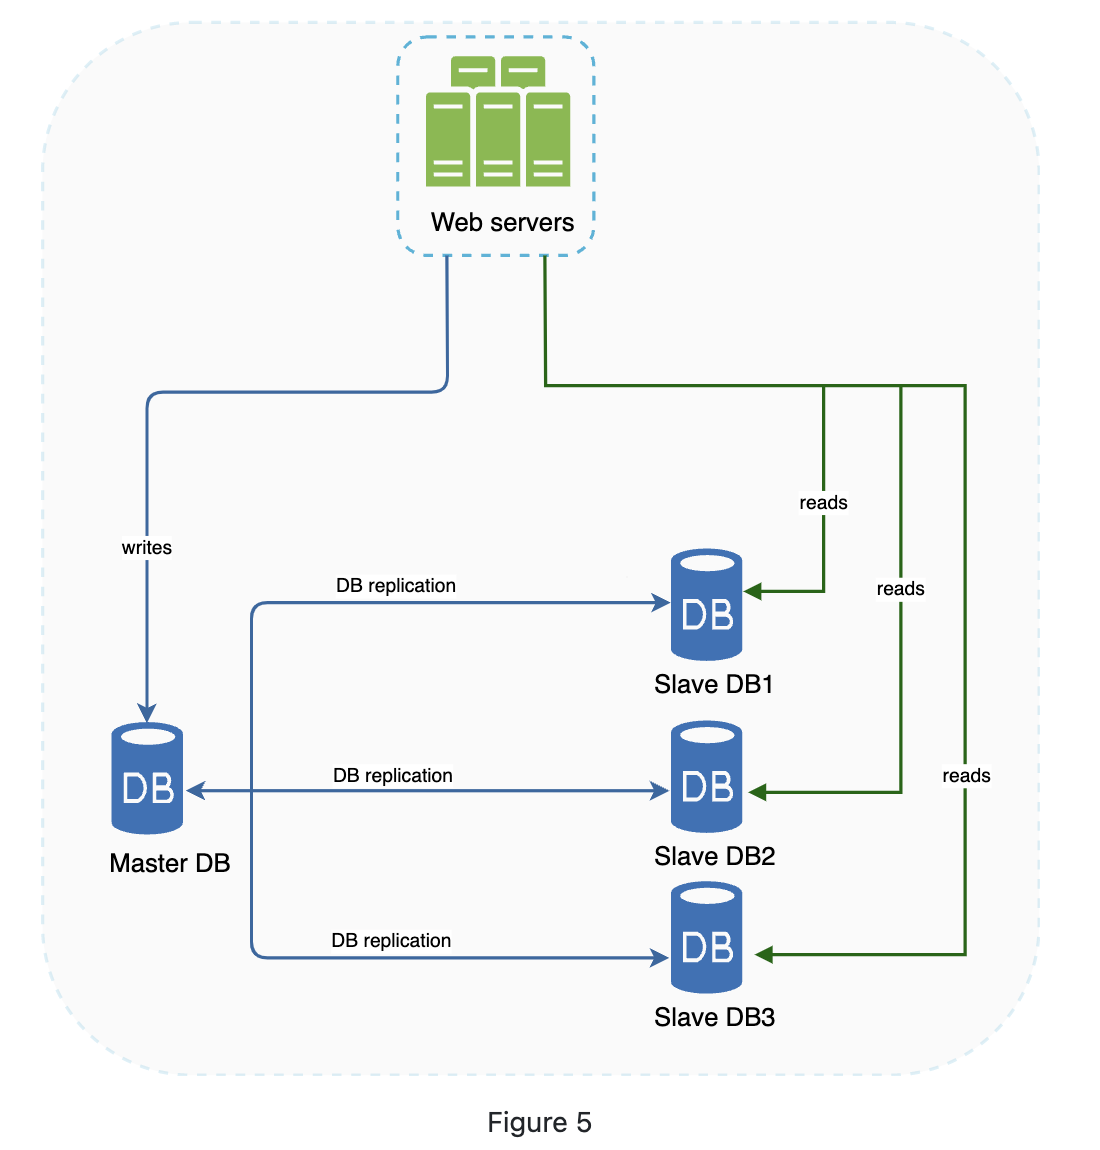 Web servers
reads
writes
DB replication
reads
DB
Slave DB1
DB replication
reads
DB
DB
Master DB
Slave DB2
DB replication
DB
Slave DB3
Figure 5